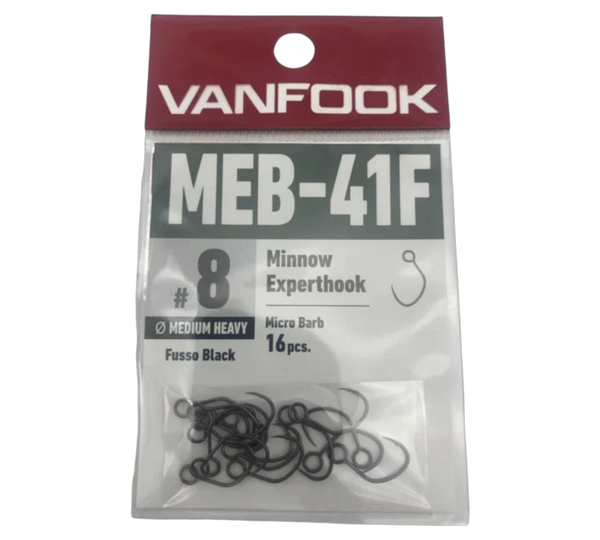 VANFOOK
MEB-41F
#8
Minnow
Experthook
Ø MEDIUM HEAVY
Micro Barb
16pcs.
Fusso Black